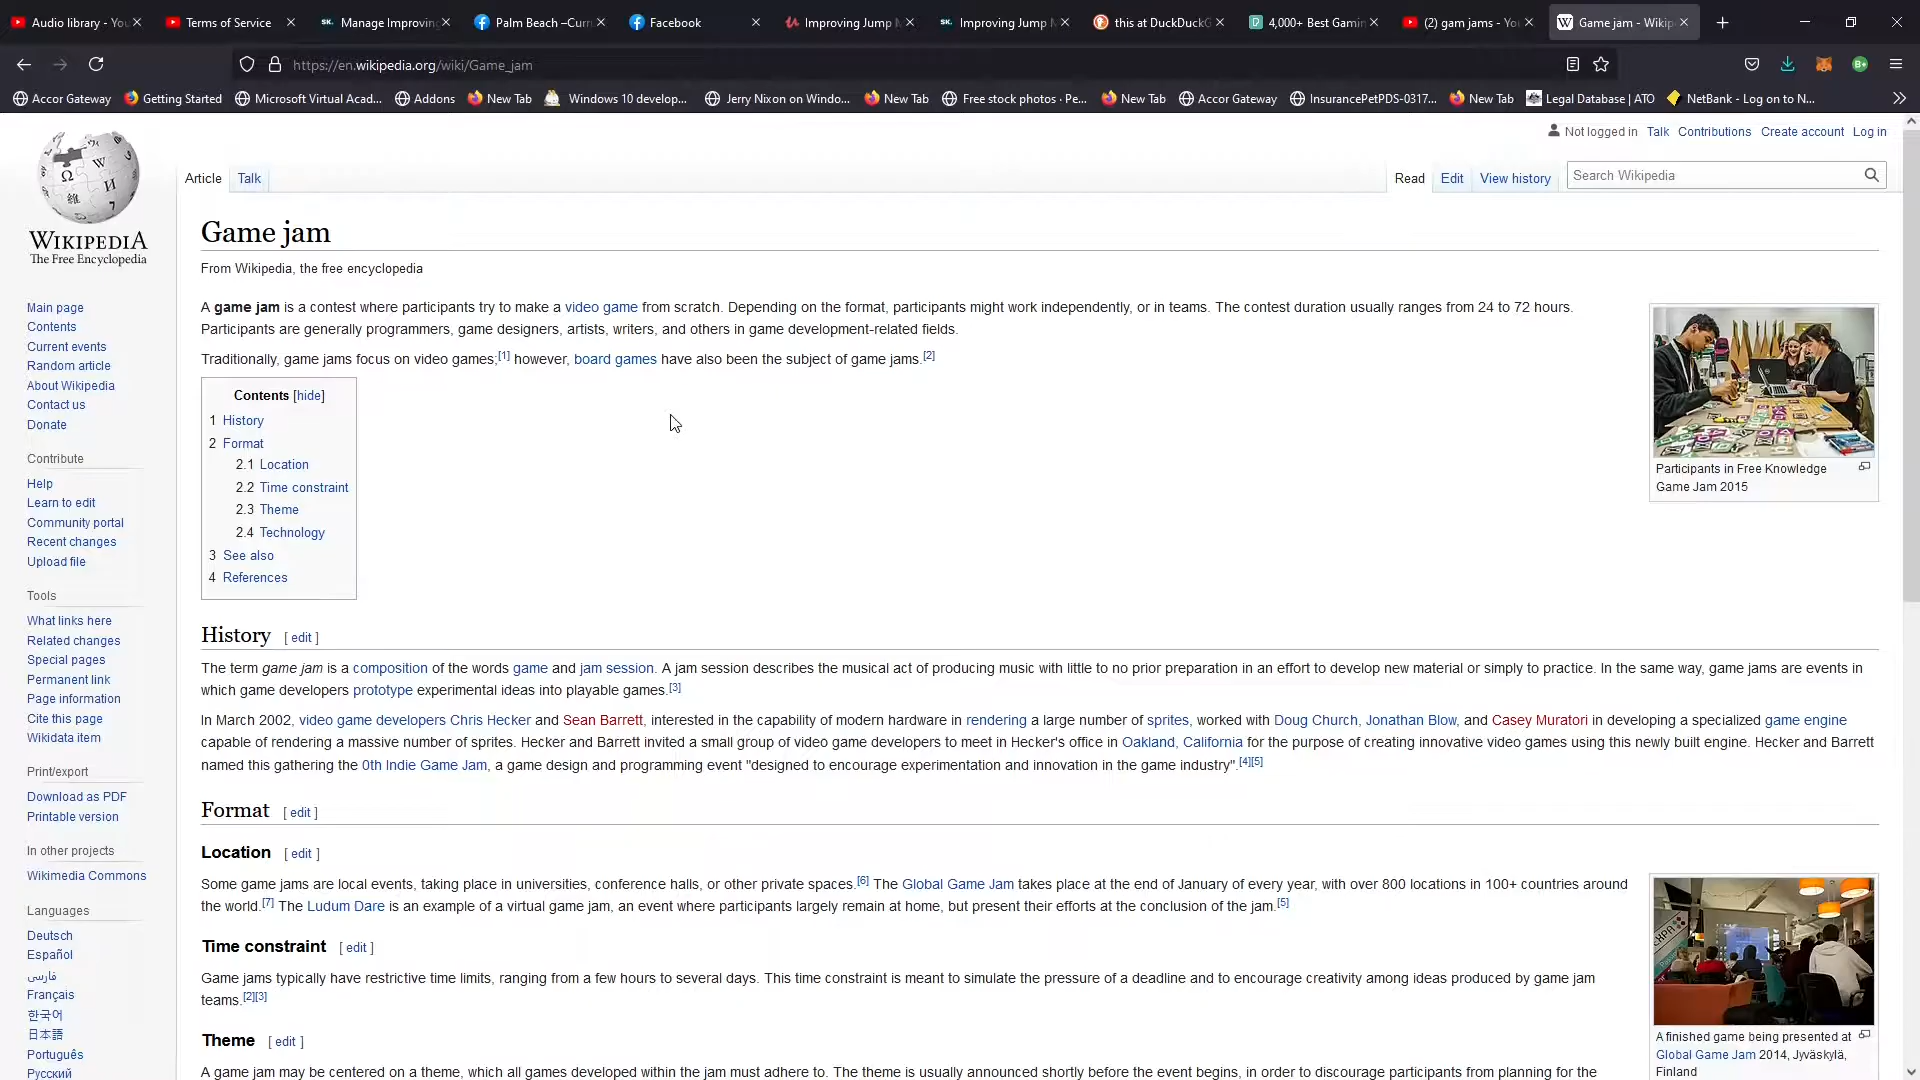 Audio library - You
Terms of Service
SK. Manage Improving
Palm Beach –Curr
Facebook
Improving Jump M
SK. Improving Jump M
this at DuckDuckG
4,000+ Best Gamin
(2) gam jams - You
W Game jam - Wikip
https://en.wikipedia.org/wiki/Game_jam
Accor Gateway
Getting Started
Microsoft Virtual Acad...
Addons
New Tab
Windows 10 develop...
Jerry Nixon on Windo...
New Tab
Free stock photos · Pe...
New Tab
Accor Gateway
InsurancePetPDS-0317...
New Tab
Legal Database | ATO
NetBank - Log on to N...
Not logged in Talk Contributions Create account Log in
Article Talk
Read Edit View history Search Wikipedia
WIKIPEDIA
The Free Encyclopedia
Main page
Contents
Current events
Random article
About Wikipedia
Contact us
Donate
Contribute
Help
Learn to edit
Community portal
Recent changes
Upload file
Tools
What links here
Related changes
Special pages
Permanent link
Page information
Cite this page
Wikidata item
Print/export
Download as PDF
Printable version
In other projects
Wikimedia Commons
Languages
Deutsch
Español
فارسی
Français
한국어
日本語
Português
Русский
Game jam
From Wikipedia, the free encyclopedia
A game jam is a contest where participants try to make a video game from scratch. Depending on the format, participants might work independently, or in teams. The contest duration usually ranges from 24 to 72 hours.
Participants are generally programmers, game designers, artists, writers, and others in game development-related fields.
Traditionally, game jams focus on video games;[1] however, board games have also been the subject of game jams.[2]
Participants in Free Knowledge
Game Jam 2015
Contents [hide]
1 History
2 Format
2.1 Location
2.2 Time constraint
2.3 Theme
2.4 Technology
3 See also
4 References
History [ edit ]
The term game jam is a composition of the words game and jam session. A jam session describes the musical act of producing music with little to no prior preparation in an effort to develop new material or simply to practice. In the same way, game jams are events in
which game developers prototype experimental ideas into playable games.[3]
In March 2002, video game developers Chris Hecker and Sean Barrett, interested in the capability of modern hardware in rendering a large number of sprites, worked with Doug Church, Jonathan Blow, and Casey Muratori in developing a specialized game engine
capable of rendering a massive number of sprites. Hecker and Barrett invited a small group of video game developers to meet in Hecker's office in Oakland, California for the purpose of creating innovative video games using this newly built engine. Hecker and Barrett
named this gathering the 0th Indie Game Jam, a game design and programming event "designed to encourage experimentation and innovation in the game industry".[4][5]
Format [ edit ]
Location [ edit ]
Some game jams are local events, taking place in universities, conference halls, or other private spaces.[6] The Global Game Jam takes place at the end of January of every year, with over 800 locations in 100+ countries around
the world.[7] The Ludum Dare is an example of a virtual game jam, an event where participants largely remain at home, but present their efforts at the conclusion of the jam.[5]
Time constraint [ edit ]
Game jams typically have restrictive time limits, ranging from a few hours to several days. This time constraint is meant to simulate the pressure of a deadline and to encourage creativity among ideas produced by game jam
teams.[2][3]
A finished game being presented at
Global Game Jam 2014, Jyväskylä,
Finland
Theme [ edit ]
A game jam may be centered on a theme, which all games developed within the jam must adhere to. The theme is usually announced shortly before the event begins, in order to discourage participants from planning for the